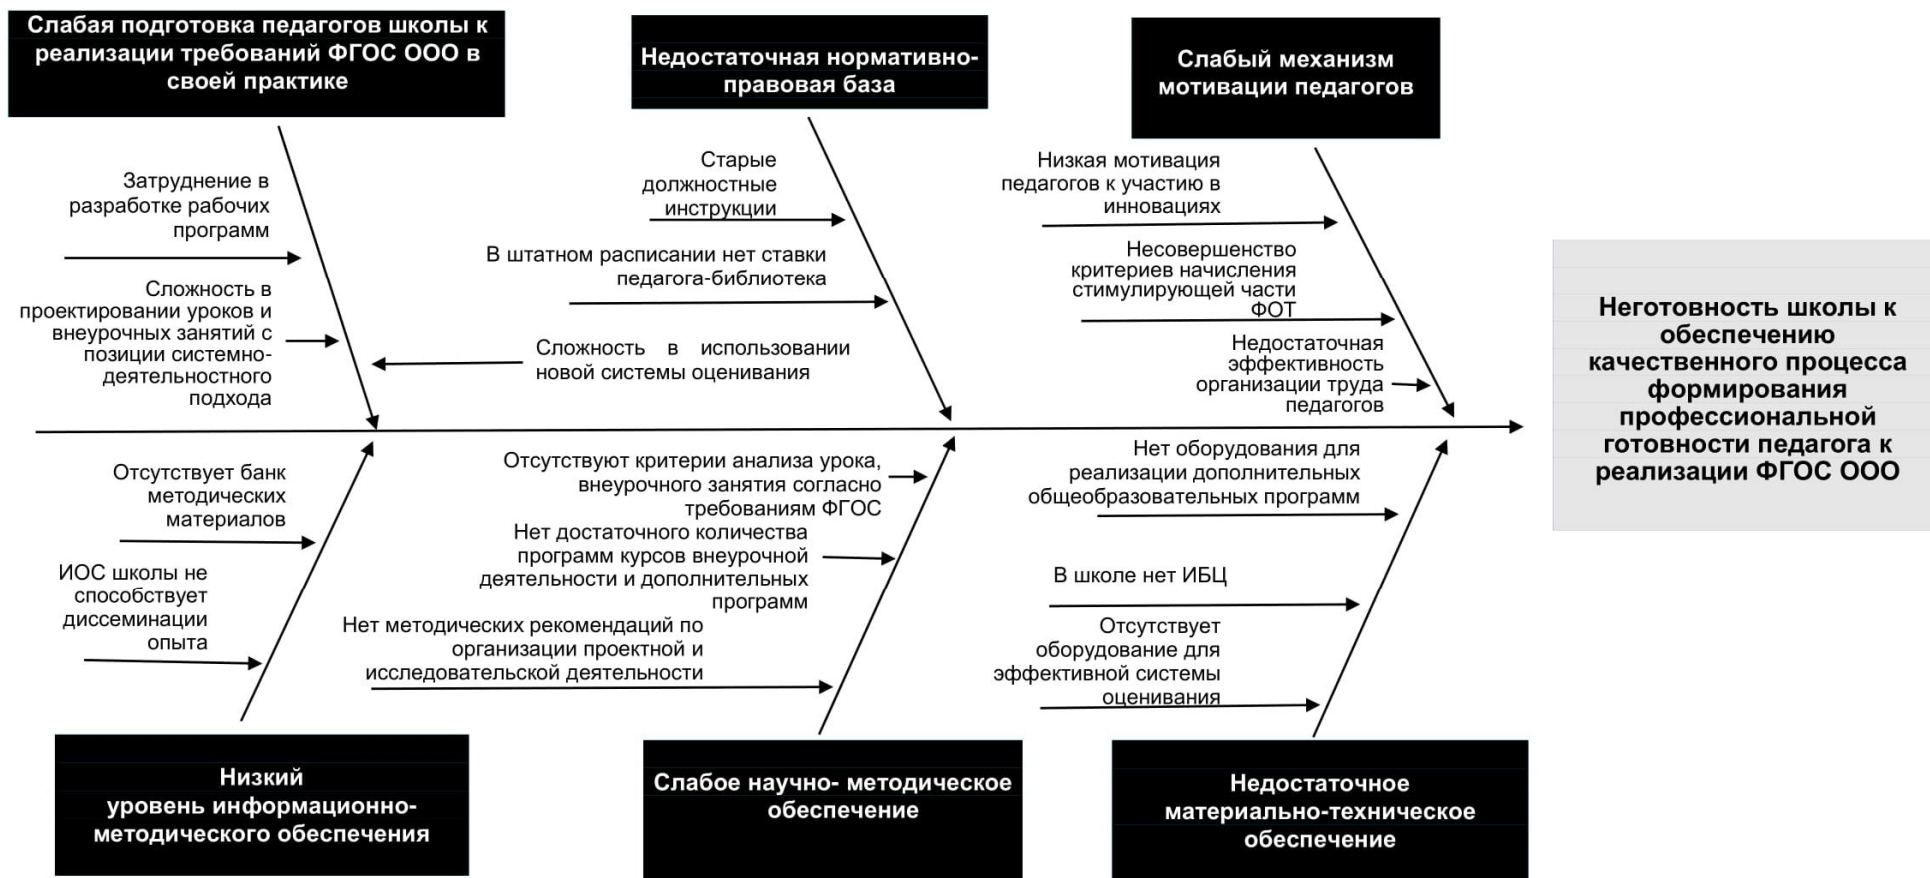 Слабая подготовка педагогов школы к
реализации требований ФГОС ООО в
своей практике
Недостаточная нормативно-
правовая база
Слабый механизм
мотивации педагогов
Затруднение в
разработке рабочих
программ
Сложность в
проектировании уроков и
внеурочных занятий с
позиции системно-
деятельностного
подхода
Старые
должностные
инструкции
В штатном расписании нет ставки
педагога-библиотека
Сложность в использовании
новой системы оценивания
Низкая мотивация
педагогов к участию в
инновациях
Несовершенство
критериев начисления
стимулирующей части
ФОТ
Недостаточная
эффективность
организации труда
педагогов
Неготовность школы к
обеспечению
качественного процесса
формирования
профессиональной
готовности педагога к
реализации ФГОС ООО
Отсутствует банк
методических
материалов
ИОС школы не
способствует
диссеминации
опыта
Отсутствуют критерии анализа урока,
внеурочного занятия согласно
требованиям ФГОС
Нет достаточного количества
программ курсов внеурочной
деятельности и дополнительных
программ
Нет методических рекомендаций по
организации проектной и
исследовательской деятельности
Нет оборудования для
реализации дополнительных
общеобразовательных программ
В школе нет ИБЦ
Отсутствует
оборудование для
эффективной системы
оценивания
Низкий
уровень информационно-
методического обеспечения
Слабое научно- методическое
обеспечение
Недостаточное
материально-техническое
обеспечение